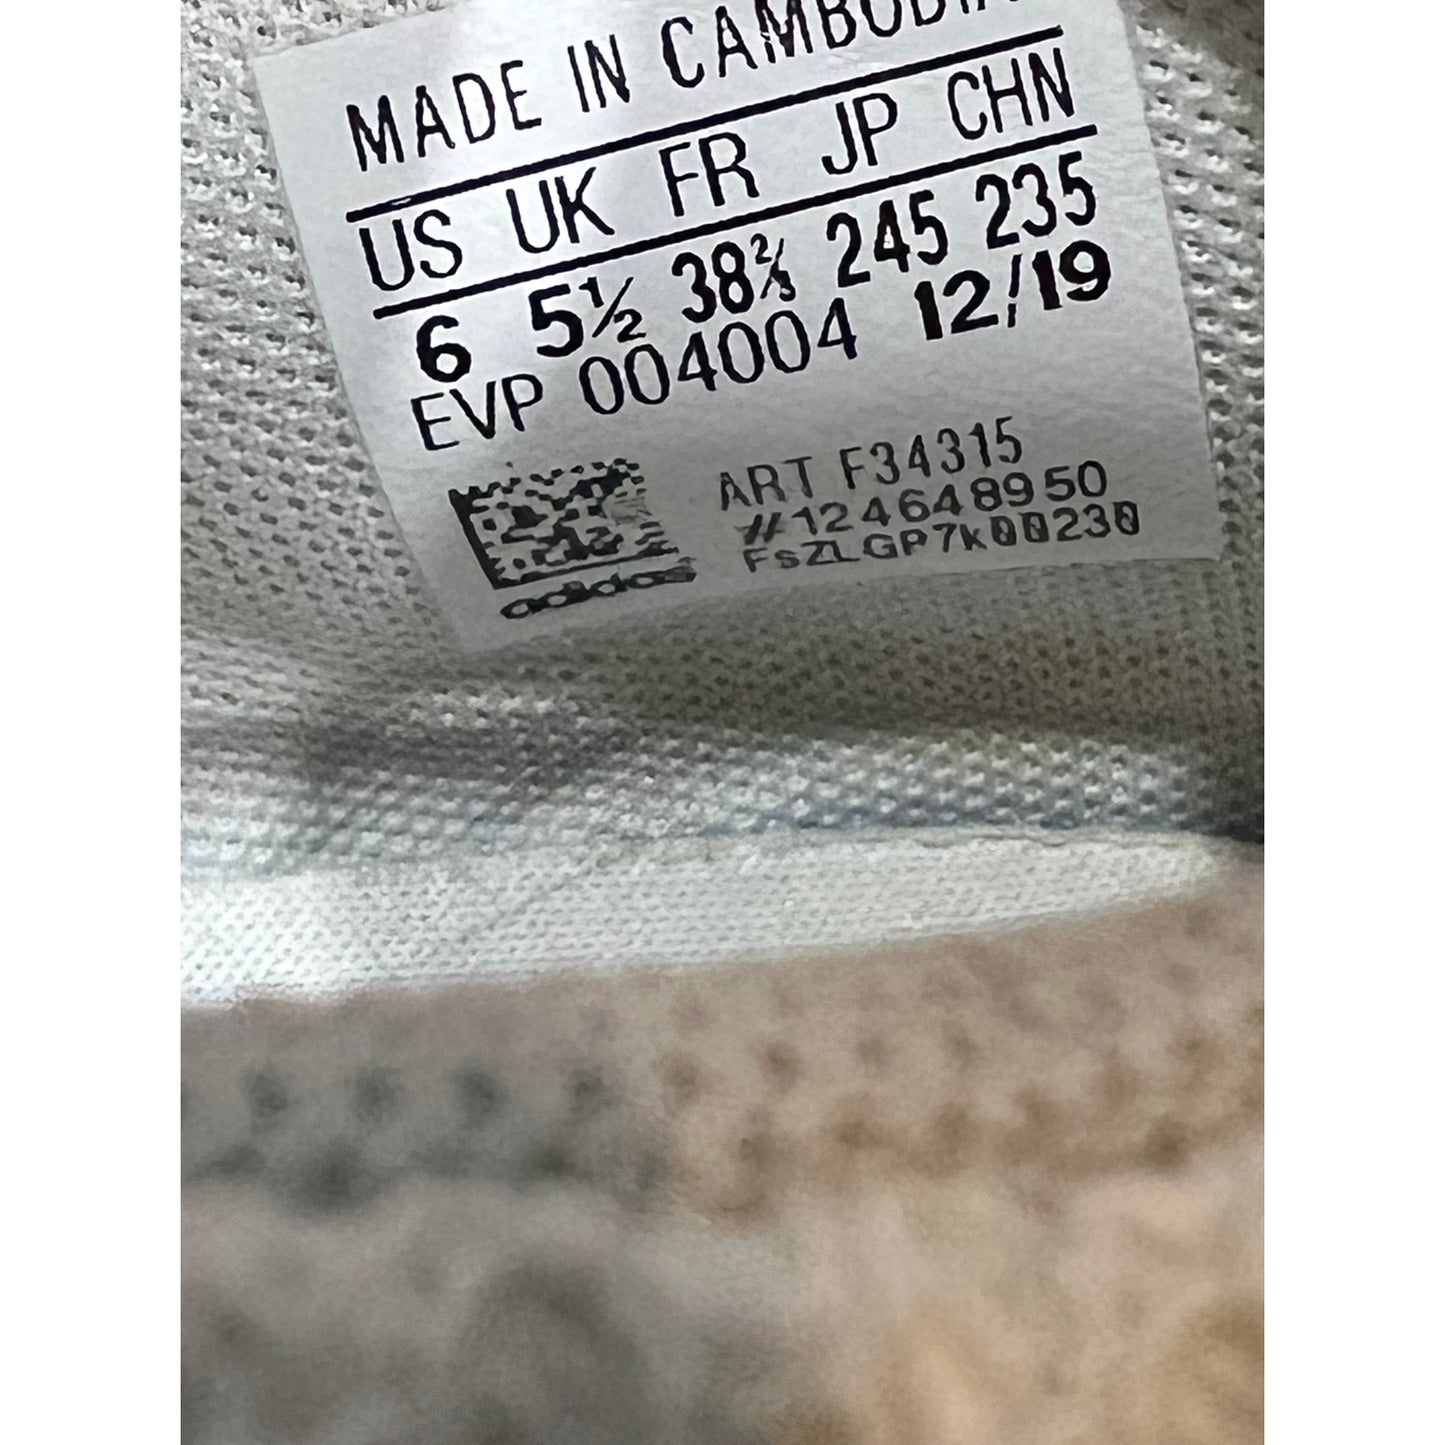 MADE IN CAMBODIA
US UK FR JP CHN
6 5½ 38⅔ 245 235
EVP 004004 12/19
ART F34315
#124648950
FsZLGP7k00230
adidas